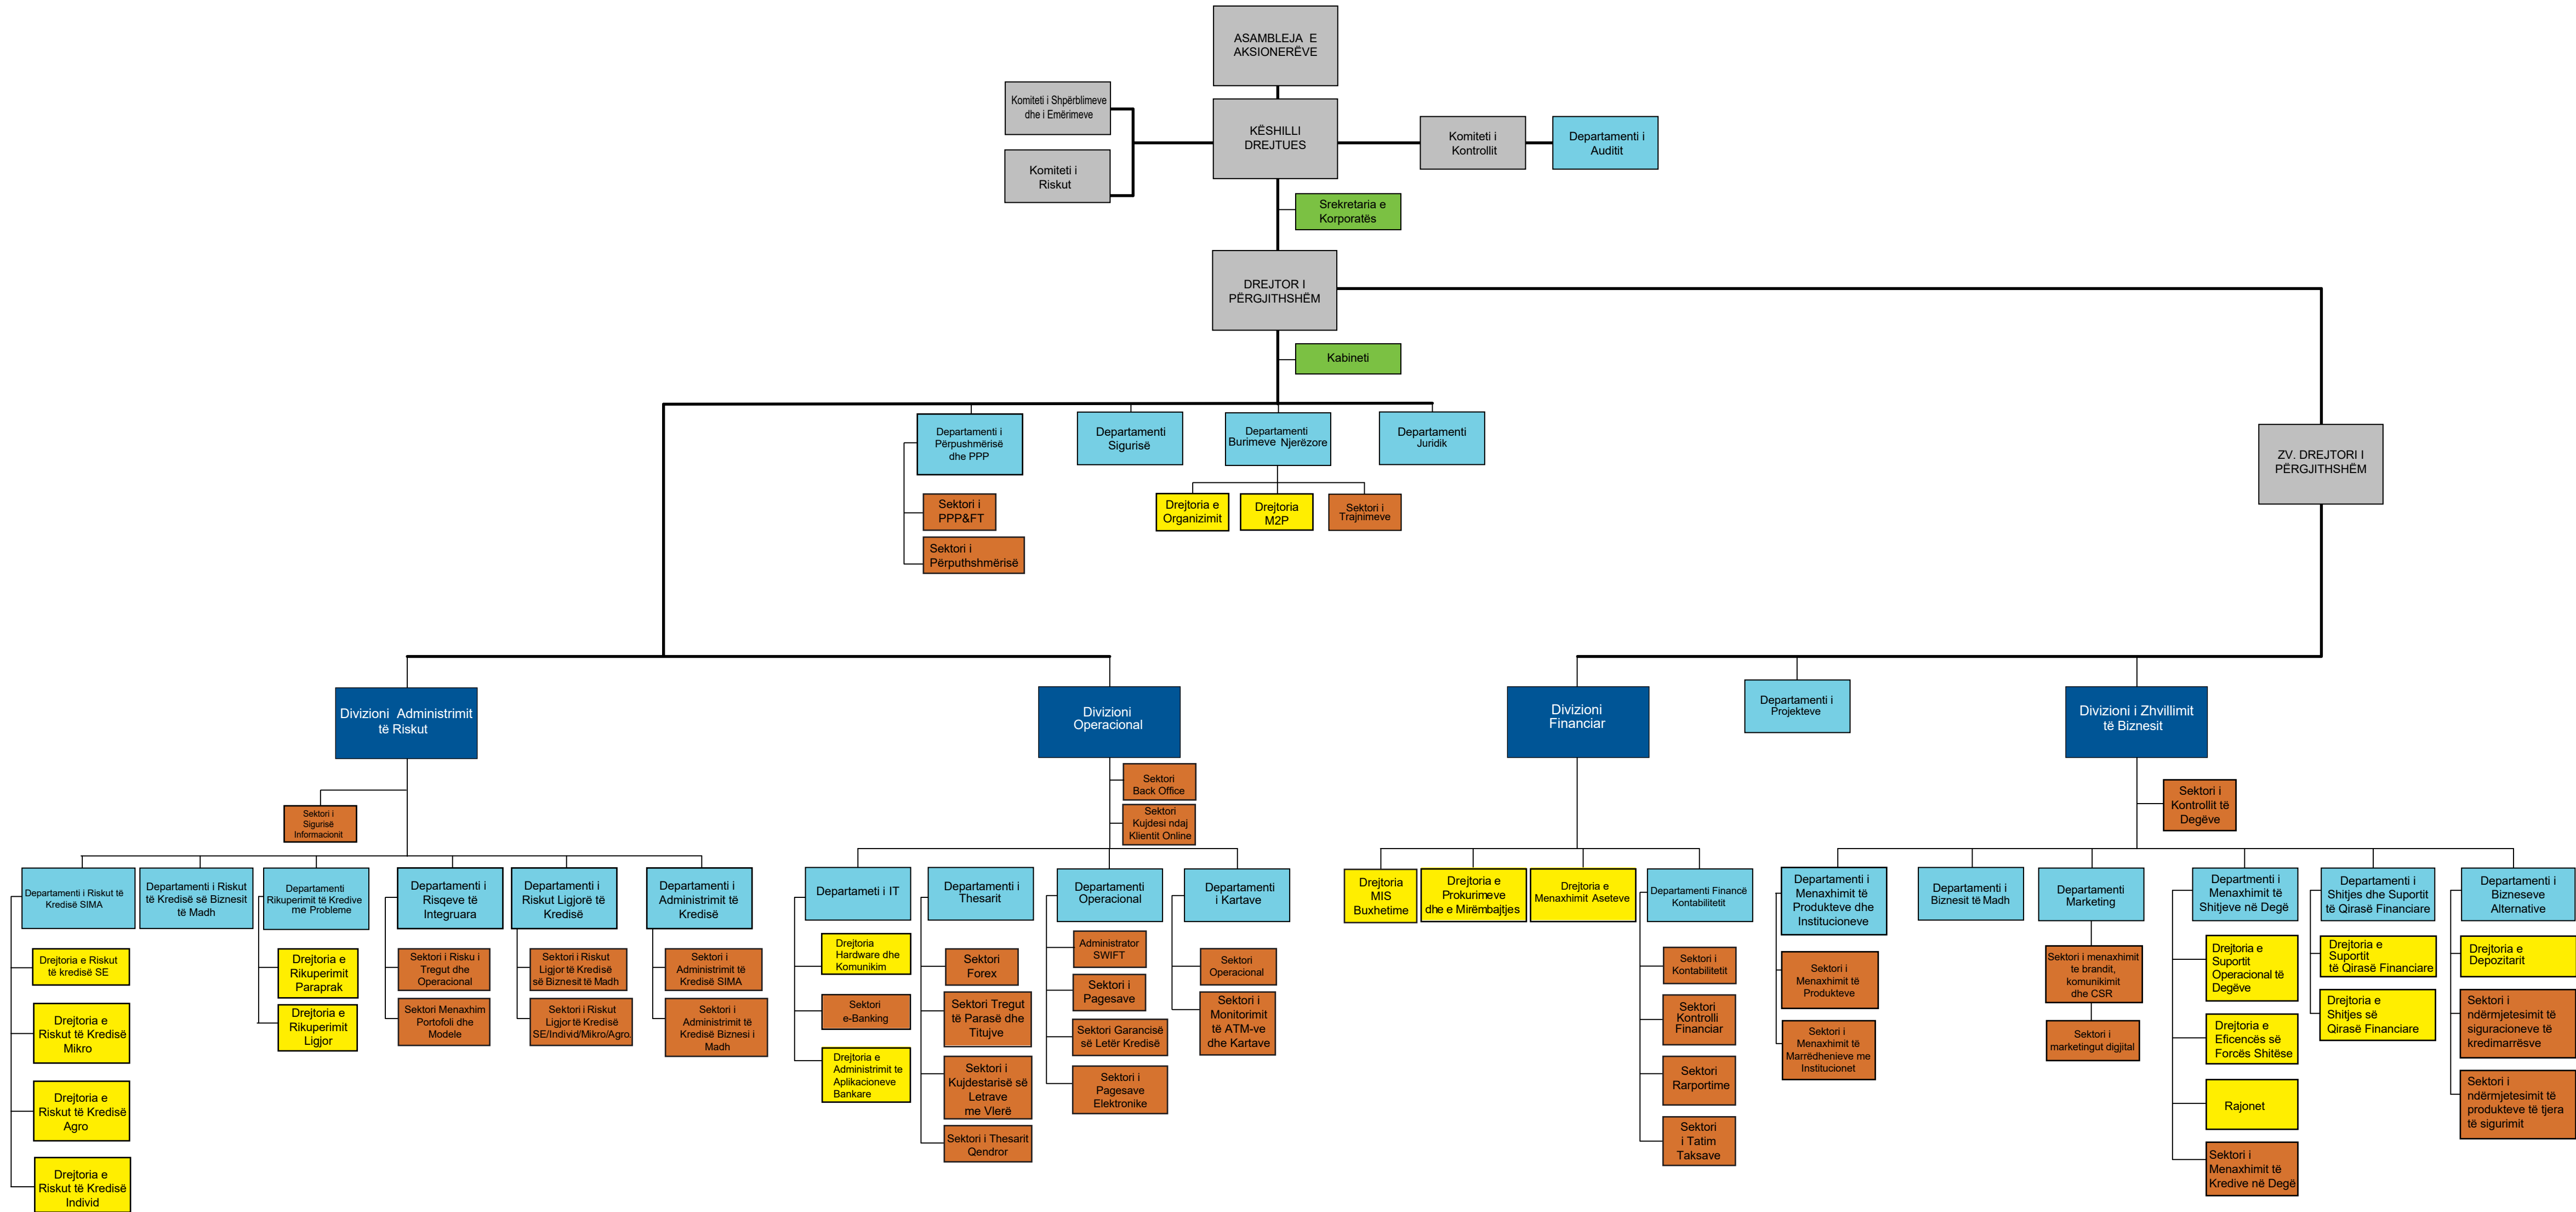 ASAMBLEJA E
AKSIONERËVE
Komiteti i Shpërblimeve
dhe i Emërimeve
Komiteti i
Riskut
KËSHILLI
DREJTUES
Komiteti i
Kontrollit
Departamenti i
Auditit
Srekretaria e
Korporatës
DREJTOR I
PËRGJITHSHËM
Kabineti
Departamenti i
Përpushmërisë
dhe PPP
Departamenti
Sigurisë
Departamenti
Burimeve Njerëzore
Departamenti
Juridik
ZV. DREJTORI I
PËRGJITHSHËM
Sektori i
PPP&FT
Sektori i
Përputhshmërisë
Drejtoria e
Organizimit
Drejtoria
M2P
Sektori i
Trajnimeve
Divizioni Administrimit
të Riskut
Divizioni
Operacional
Divizioni
Financiar
Departamenti i
Projekteve
Divizioni i Zhvillimit
të Biznesit
Sektori i
Sigurisë
Informacionit
Sektori
Back Office
Sektori
Kujdesi ndaj
Klientit Online
Sektori i
Kontrollit të
Degëve
Departamenti i Riskut të
Kredisë SIMA
Departamenti i Riskut
të Kredisë së Biznesit
të Madh
Departamenti
Rikuperimit të Kredive
me Probleme
Departamenti i
Risqeve të
Integruara
Departamenti i
Riskut Ligjorë të
Kredisë
Departamenti i
Administrimit të
Kredisë
Drejtoria e Riskut
të kredisë SE
Drejtoria e
Riskut të Kredisë
Mikro
Drejtoria e
Riskut të Kredisë
Agro
Drejtoria e
Riskut të Kredisë
Individ
Drejtoria e
Rikuperimit
Paraprak
Drejtoria e
Rikuperimit
Ligjor
Sektori i Risku i
Tregut dhe
Operacional
Sektori Menaxhim
Portofoli dhe
Modele
Sektori i Riskut
Ligjor të Kredisë
së Biznesit të Madh
Sektori i Riskut
Ligjor të Kredisë
SE/Individ/Mikro/Agro.
Sektori i
Administrimit të
Kredisë SIMA
Sektori i
Administrimit të
Kredisë Biznesi i
Madh
Departameti i IT
Departamenti i
Thesarit
Departamenti
Operacional
Departamenti
i Kartave
Drejtoria
Hardware dhe
Komunikim
Sektori
e-Banking
Drejtoria e
Administrimit te
Aplikacioneve
Bankare
Sektori
Forex
Sektori Tregut
të Parasë dhe
Titujve
Sektori i
Kujdestarisë së
Letrave
me Vlerë
Sektori i Thesarit
Qendror
Administrator
SWIFT
Sektori i
Pagesave
Sektori Garancisë
së Letër Kredisë
Sektori i
Pagesave
Elektronike
Sektori
Operacional
Sektori i
Monitorimit
të ATM-ve
dhe Kartave
Drejtoria
MIS
Buxhetime
Drejtoria e
Prokurimeve
dhe e Mirëmbajtjes
Drejtoria e
Menaxhimit Aseteve
Departamenti Financë
Kontabilitetit
Sektori i
Kontabilitetit
Sektori
Kontrolli
Financiar
Sektori
Rarportime
Sektori
i Tatim
Taksave
Departamenti i
Menaxhimit të
Produkteve dhe
Institucioneve
Departamenti i
Biznesit të Madh
Departamenti
Marketing
Departmenti i
Menaxhimit të
Shitjeve në Degë
Departamenti i
Shitjes dhe Suportit
të Qirasë Financiare
Departamenti i
Bizneseve
Alternative
Sektori i
Menaxhimit të
Produkteve
Sektori i
Menaxhimit të
Marrëdhenieve me
Institucionet
Sektori i menaxhimit
te brandit,
komunikimit
dhe CSR
Sektori i
marketingut digjital
Drejtoria e
Suportit
Operacional të
Degëve
Drejtoria e
Eficencës së
Forcës Shitëse
Rajonet
Sektori i
Menaxhimit të
Kredive në Degë
Drejtoria e
Suportit
të Qirasë Financiare
Drejtoria e
Shitjes së
Qirasë Financiare
Drejtoria e
Depozitarit
Sektori i
ndërmjetesimit të
siguracioneve të
kredimarrësve
Sektori i
ndërmjetesimit të
produkteve të tjera
të sigurimit